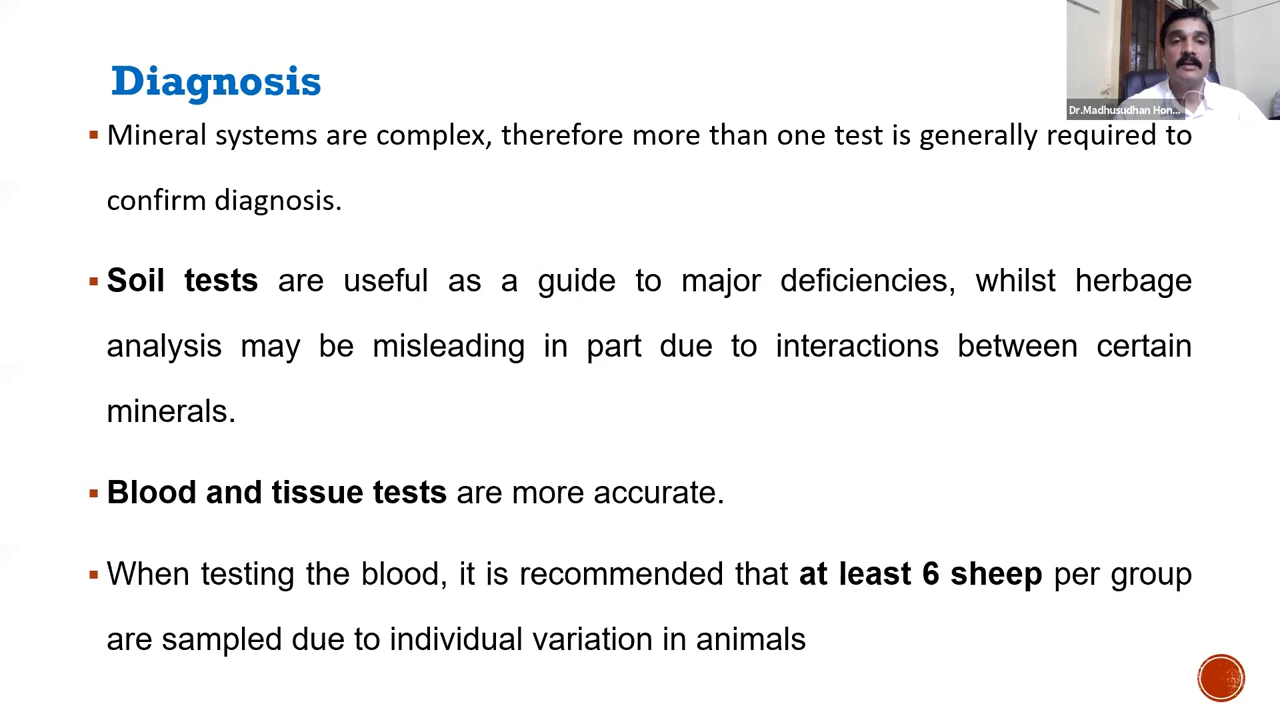 Diagnosis
Dr.Madhusudhan Hon...
▪ Mineral systems are complex, therefore more than one test is generally required to
confirm diagnosis.
▪ Soil tests are useful as a guide to major deficiencies, whilst herbage
analysis may be misleading in part due to interactions between certain
minerals.
▪ Blood and tissue tests are more accurate.
▪ When testing the blood, it is recommended that at least 6 sheep per group
are sampled due to individual variation in animals